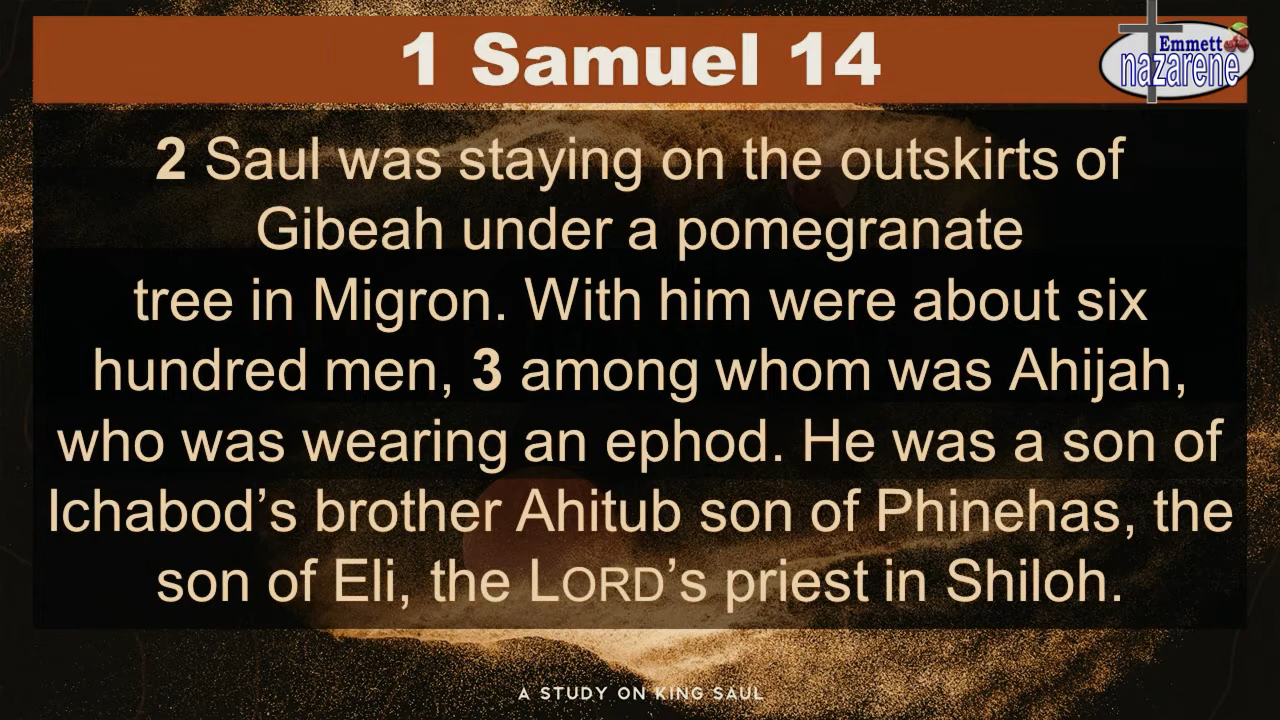 1 Samuel 14
Emmett
nazarene
2 Saul was staying on the outskirts of
Gibeah under a pomegranate
tree in Migron. With him were about six
hundred men, 3 among whom was Ahijah,
who was wearing an ephod. He was a son of
Ichabod’s brother Ahitub son of Phinehas, the
son of Eli, the LORD’s priest in Shiloh.
A STUDY ON KING SAUL